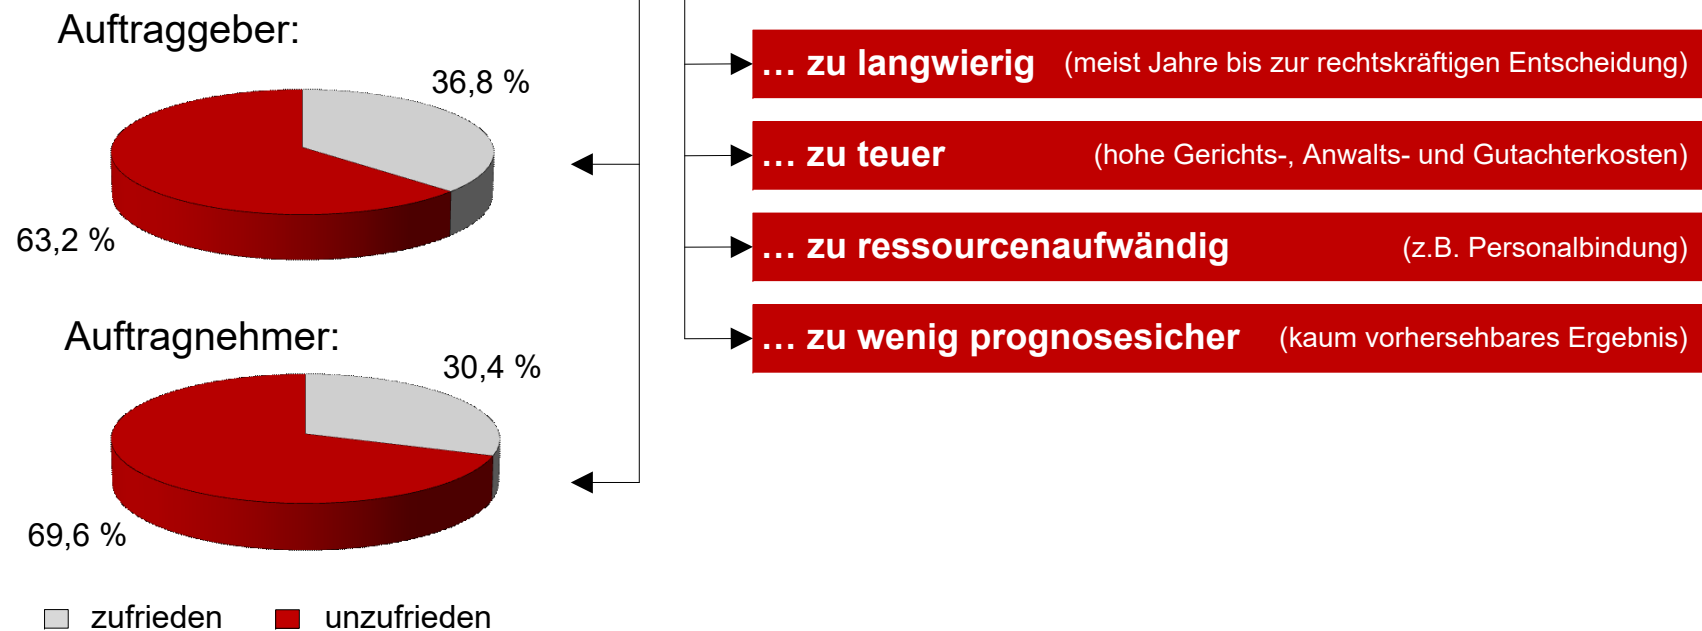 Auftraggeber:
36,8 %
63,2 %
Auftragnehmer:
30,4 %
69,6 %
zufrieden
unzufrieden
... zu langwierig (meist Jahre bis zur rechtskräftigen Entscheidung)
... zu teuer (hohe Gerichts-, Anwalts- und Gutachterkosten)
... zu ressourcenaufwändig (z.B. Personalbindung)
... zu wenig prognosesicher (kaum vorhersehbares Ergebnis)